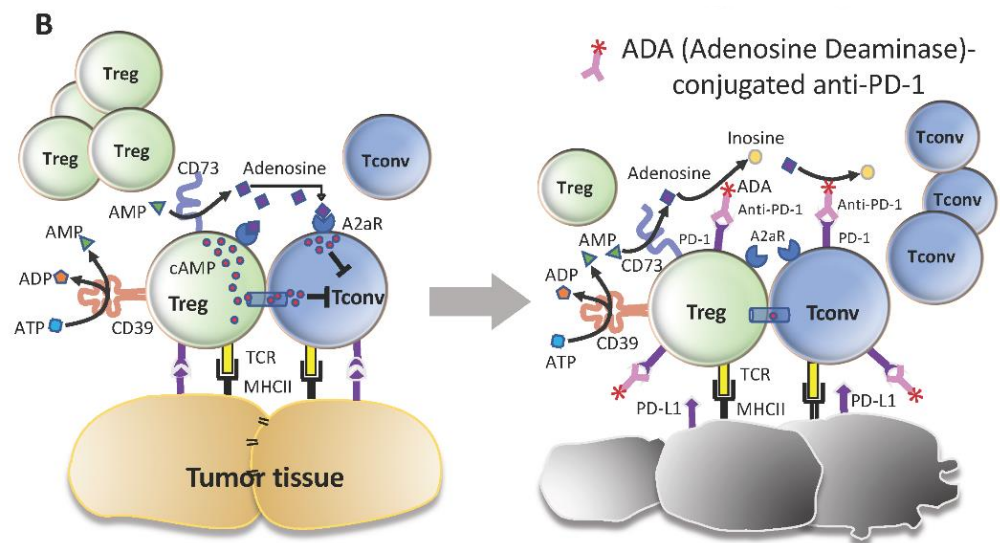 B
ADA (Adenosine Deaminase)-
conjugated anti-PD-1
Treg
Treg
Treg
CD73
Adenosine
Tconv
AMP
A2aR
AMP
cAMP
ADP
Treg
Tconv
ATP
CD39
TCR
MHCII
Tumor tissue
Inosine
Tconv
Treg
Adenosine
ADA
Anti-PD-1
Anti-PD-1
Tconv
AMP
PD-1
A2aR
PD-1
CD73
Tconv
ADP
Treg
Tconv
ATP
CD39
TCR
PD-L1
MHCII
PD-L1